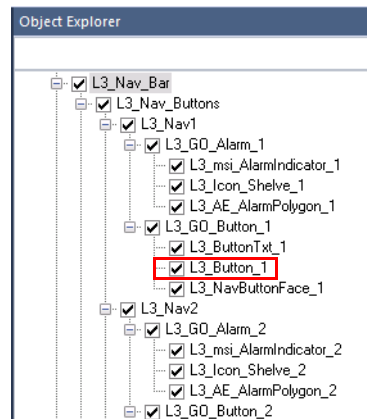 Object Explorer
L3_Nav_Bar
L3_Nav_Buttons
L3_Nav1
L3_GO_Alarm_1
L3_msi_AlarmIndicator_1
L3_Icon_Shelve_1
L3_AE_AlarmPolygon_1
L3_GO_Button_1
L3_ButtonTxt_1
L3_Button_1
L3_NavButtonFace_1
L3_Nav2
L3_GO_Alarm_2
L3_msi_AlarmIndicator_2
L3_Icon_Shelve_2
L3_AE_AlarmPolygon_2
L3_GO_Button_2